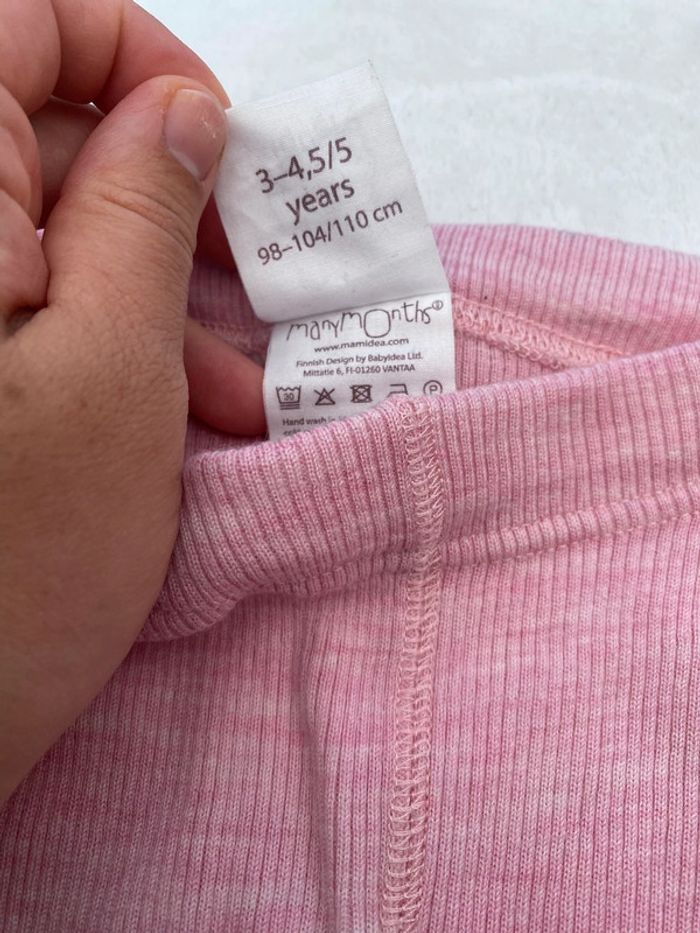 3–4,5/5
years
98–104/110 cm
manymonths®
www.mamidea.com
Finnish Design by BabyIdea Ltd.
Mittatie 6, FI-01260 VANTAA
30 P
Hand wash in